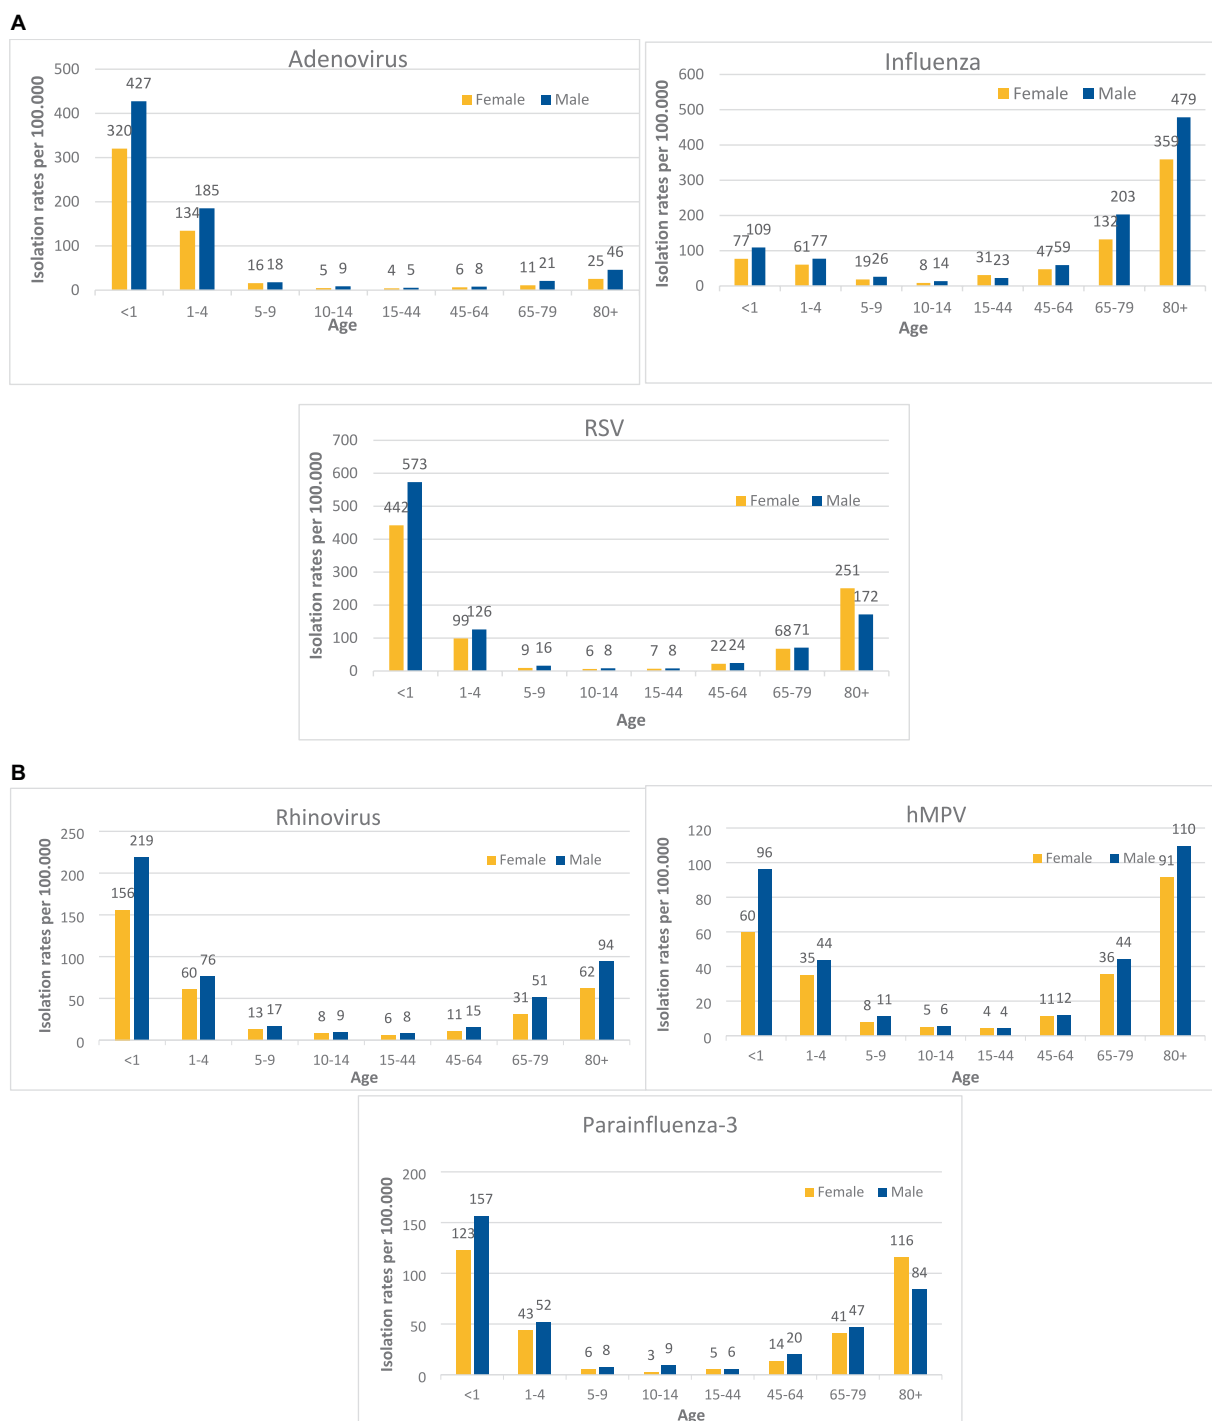 A
Adenovirus
Isolation rates per 100.000
Female Male
500
400
300
200
100
0
320 427
134 185
16 18
5 9
4 5
6 8
11 21
25 46
<1 1-4 5-9 10-14 15-44 45-64 65-79 80+
Age
Influenza
Isolation rates per 100.000
Female Male
600
500
400
300
200
100
0
77 109
61 77
19 26
8 14
31 23
47 59
132 203
359 479
<1 1-4 5-9 10-14 15-44 45-64 65-79 80+
Age
RSV
Isolation rates per 100.000
Female Male
700
600
500
400
300
200
100
0
442 573
99 126
9 16
6 8
7 8
22 24
68 71
251 172
<1 1-4 5-9 10-14 15-44 45-64 65-79 80+
Age
B
Rhinovirus
Isolation rates per 100.000
Female Male
250
200
150
100
50
0
156 219
60 76
13 17
8 9
6 8
11 15
31 51
62 94
<1 1-4 5-9 10-14 15-44 45-64 65-79 80+
Age
hMPV
Isolation rates per 100.000
Female Male
120
100
80
60
40
20
0
60 96
35 44
8 11
5 6
4 4
11 12
36 44
91 110
<1 1-4 5-9 10-14 15-44 45-64 65-79 80+
Age
Parainfluenza-3
Isolation rates per 100.000
Female Male
200
150
100
50
0
123 157
43 52
6 8
3 9
5 6
14 20
41 47
116 84
<1 1-4 5-9 10-14 15-44 45-64 65-79 80+
Age